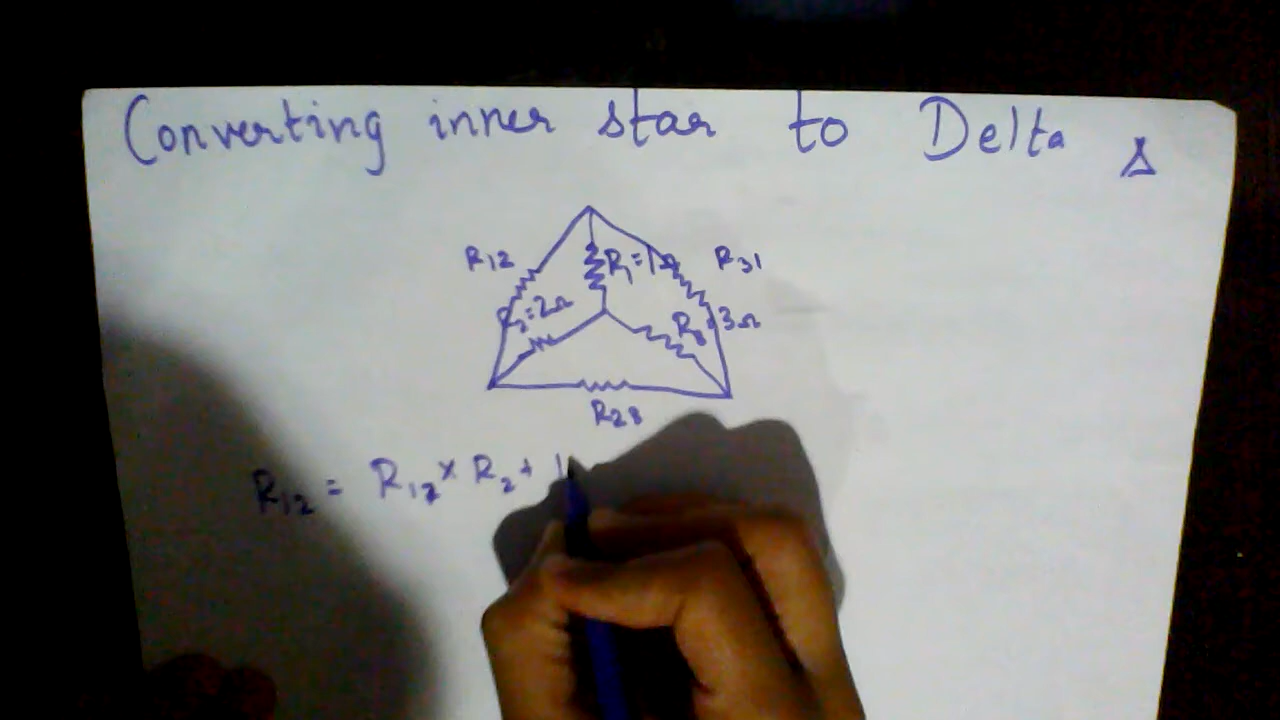 Converting inner star to Delta Δ
R12 R1=1Ω R31
R2=2Ω R3=3Ω
R23
R12 = R12 × R2 +